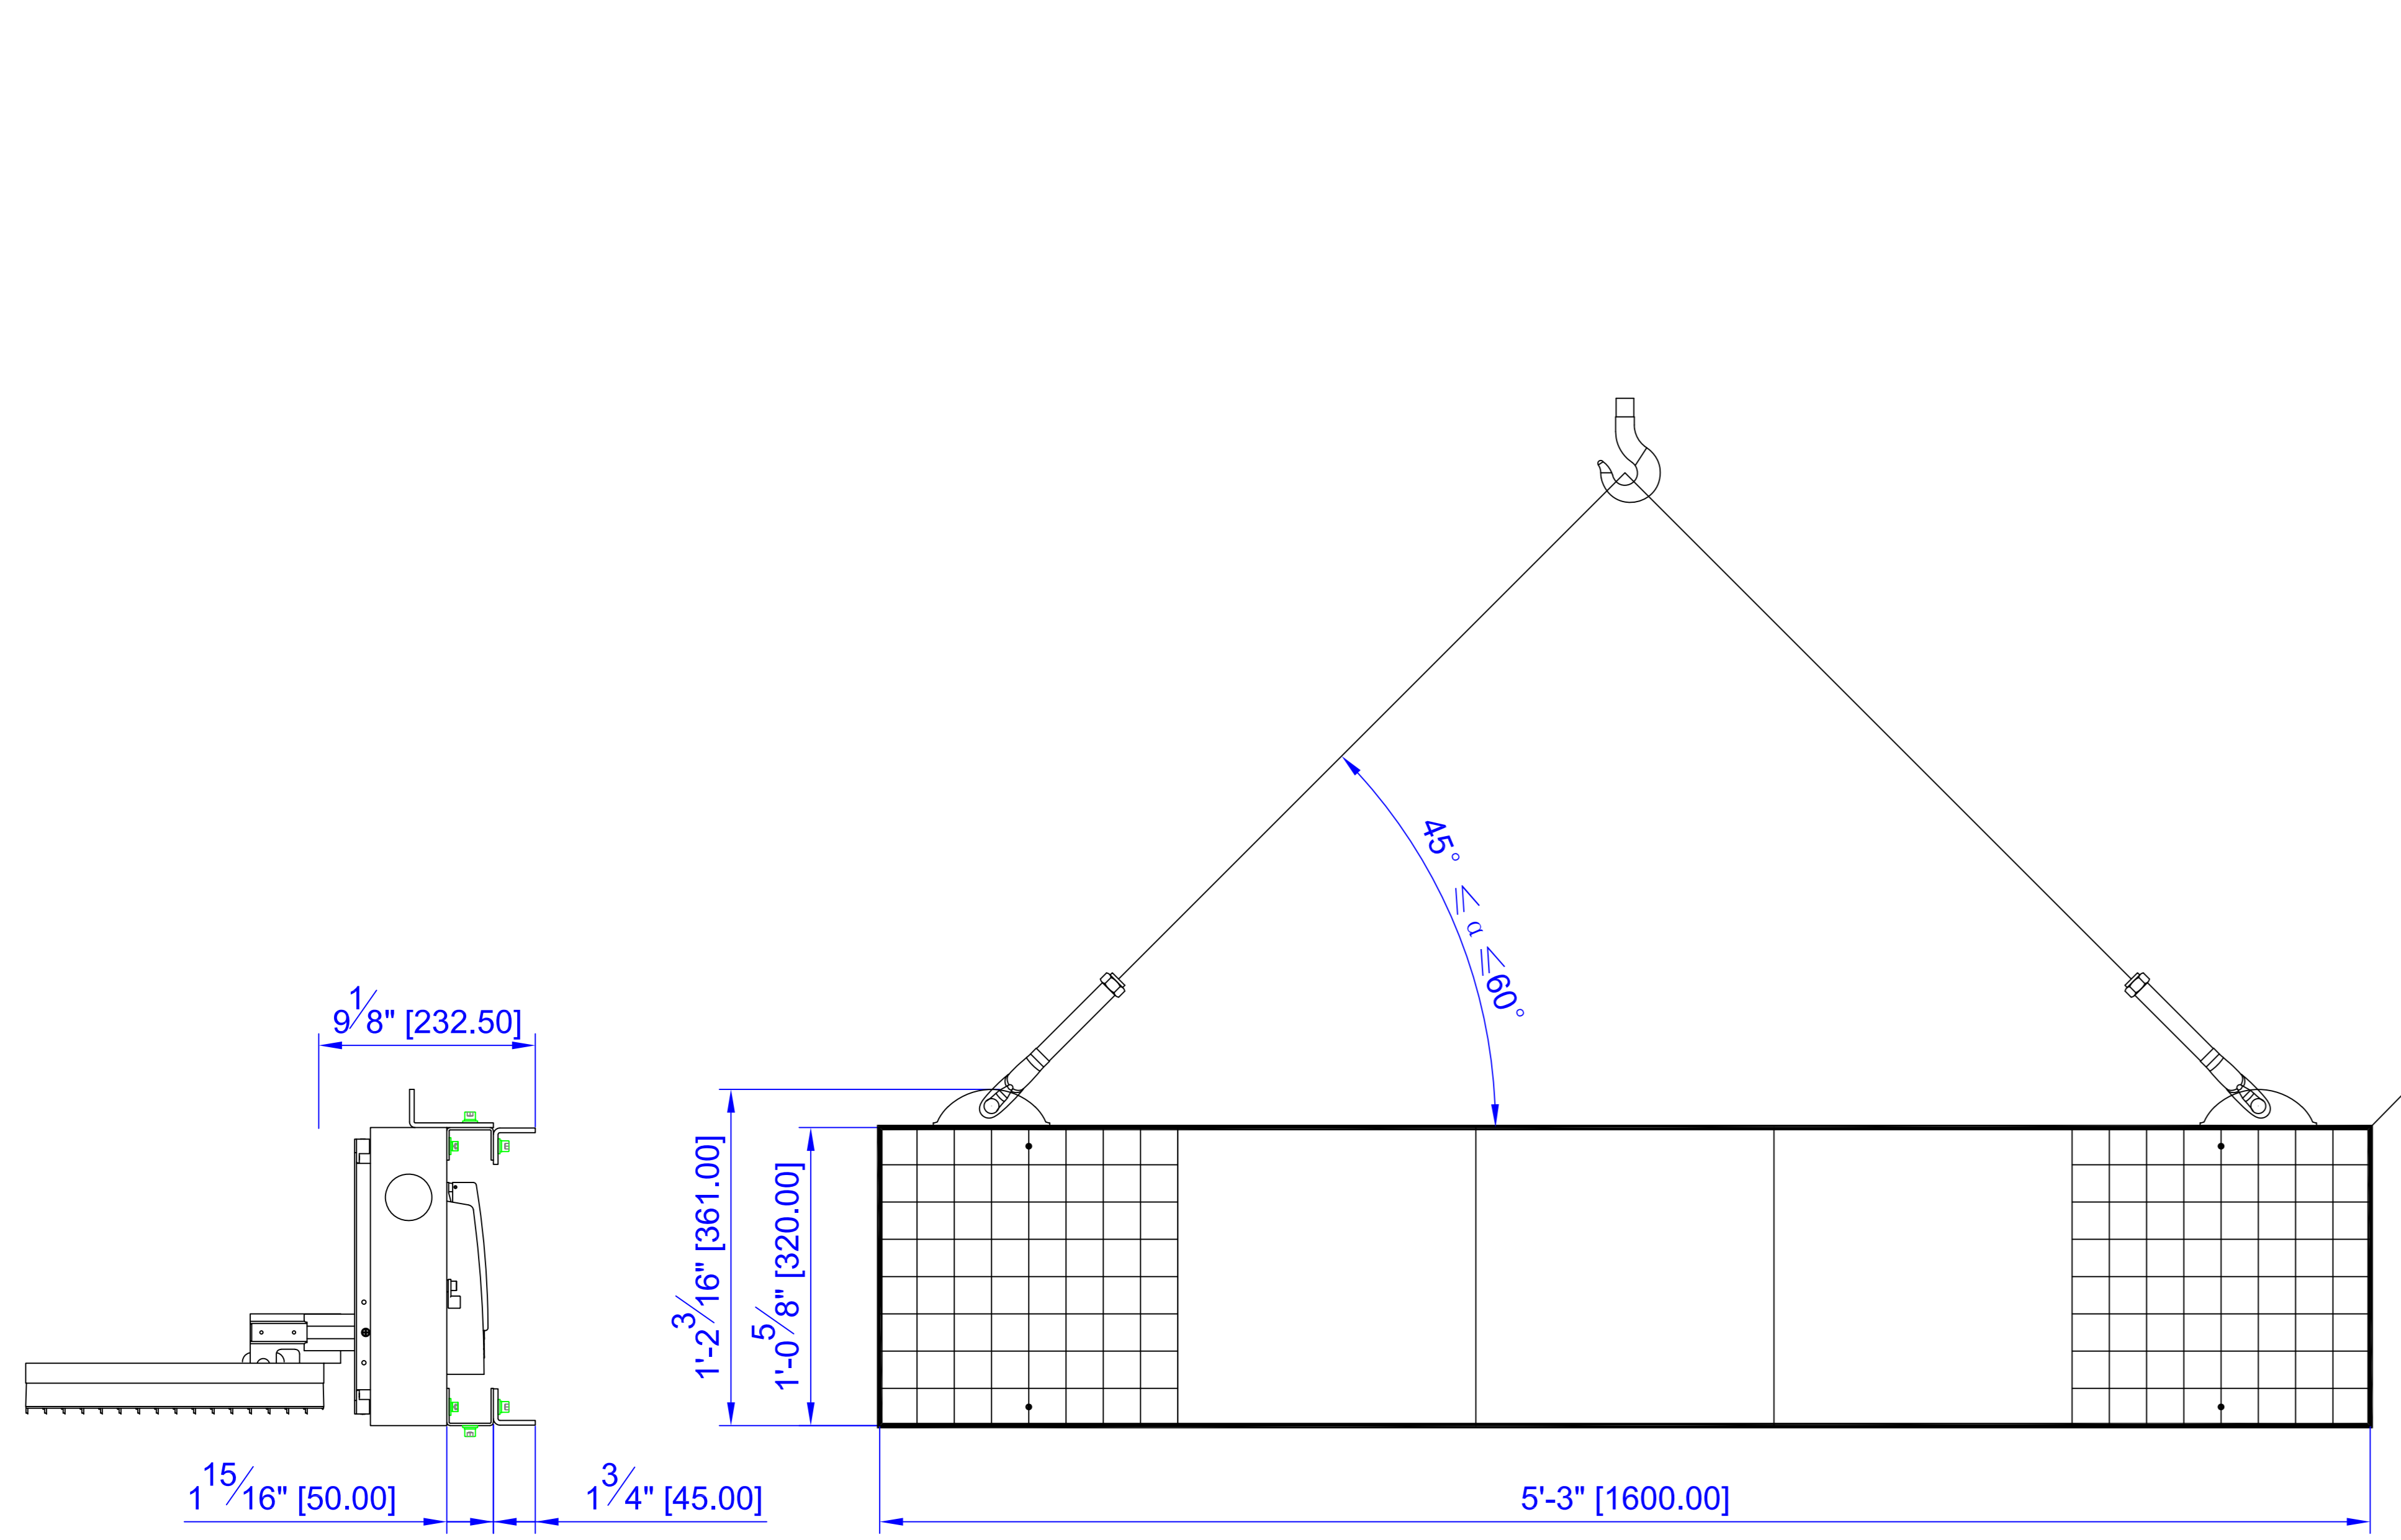 45° ≤ α ≤60°
9 1/8" [232.50]
1'-2 3/16" [361.00]
1'-0 5/8" [320.00]
1 15/16" [50.00]
1 3/4" [45.00]
5'-3" [1600.00]